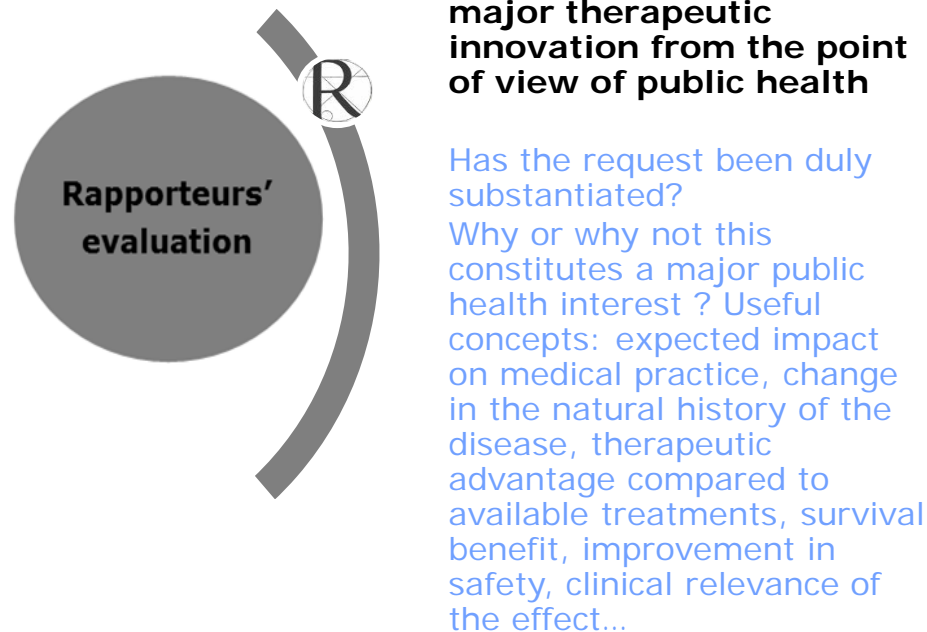 major therapeutic
innovation from the point
of view of public health
R
Rapporteurs’
evaluation
Has the request been duly
substantiated?
Why or why not this
constitutes a major public
health interest ? Useful
concepts: expected impact
on medical practice, change
in the natural history of the
disease, therapeutic
advantage compared to
available treatments, survival
benefit, improvement in
safety, clinical relevance of
the effect…